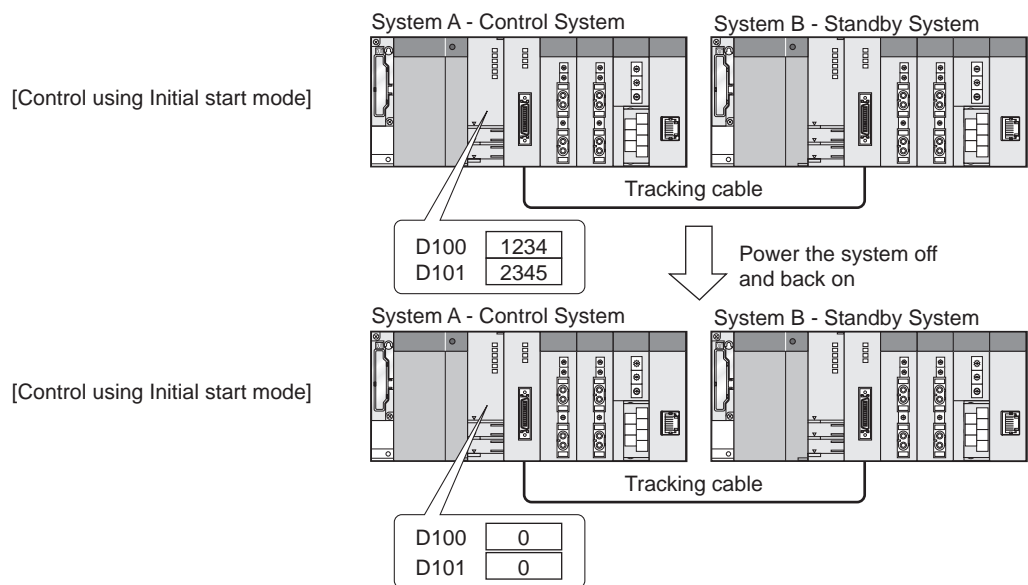 System A - Control System
System B - Standby System
[Control using Initial start mode]
Tracking cable
D100 1234
D101 2345
Power the system off
and back on
System A - Control System
System B - Standby System
[Control using Initial start mode]
Tracking cable
D100 0
D101 0